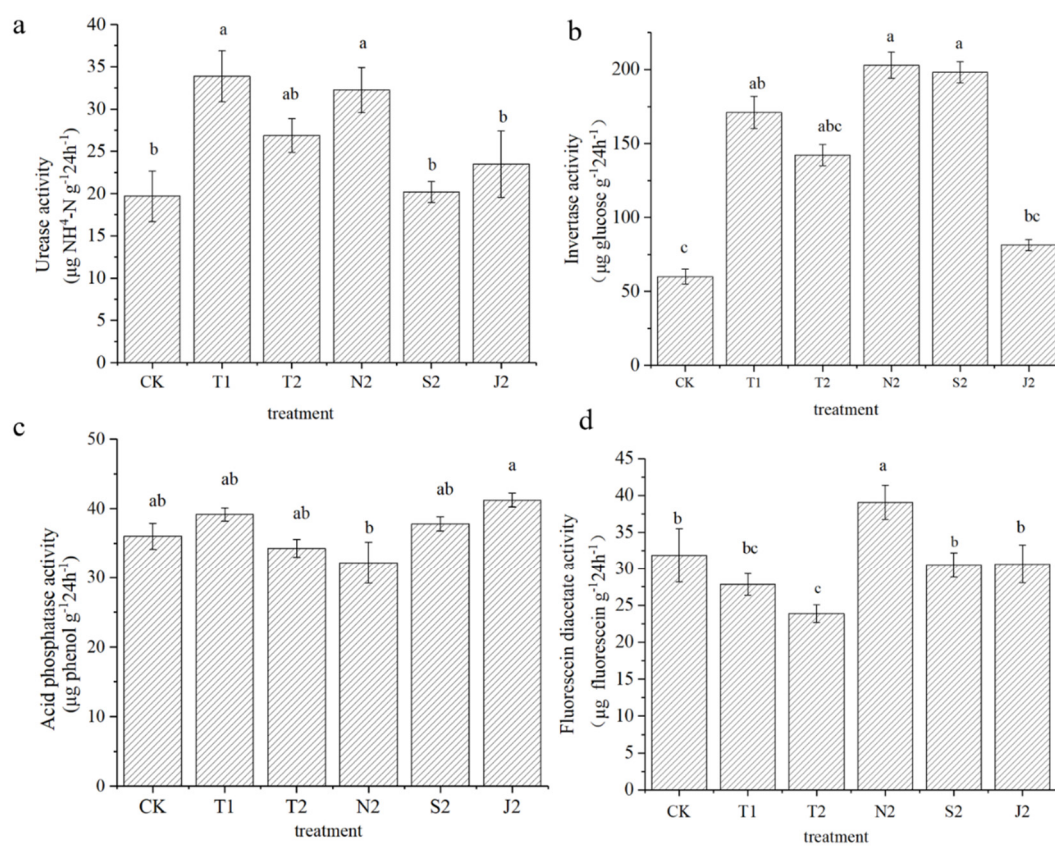 a
Urease activity
(μg NH⁴-N g⁻¹24h⁻¹)
40
35
30
25
20
15
10
5
0
b
a
ab
a
b
b
CK T1 T2 N2 S2 J2
treatment
b
Invertase activity
(μg glucose g⁻¹24h⁻¹)
200
150
100
50
0
c
ab
abc
a
a
bc
CK T1 T2 N2 S2 J2
treatment
c
Acid phosphatase activity
(μg phenol g⁻¹24h⁻¹)
50
40
30
20
10
0
ab
ab
ab
b
ab
a
CK T1 T2 N2 S2 J2
treatment
d
Fluorescein diacetate activity
(μg fluorescein g⁻¹24h⁻¹)
45
40
35
30
25
20
15
10
5
0
b
bc
c
a
b
b
CK T1 T2 N2 S2 J2
treatment